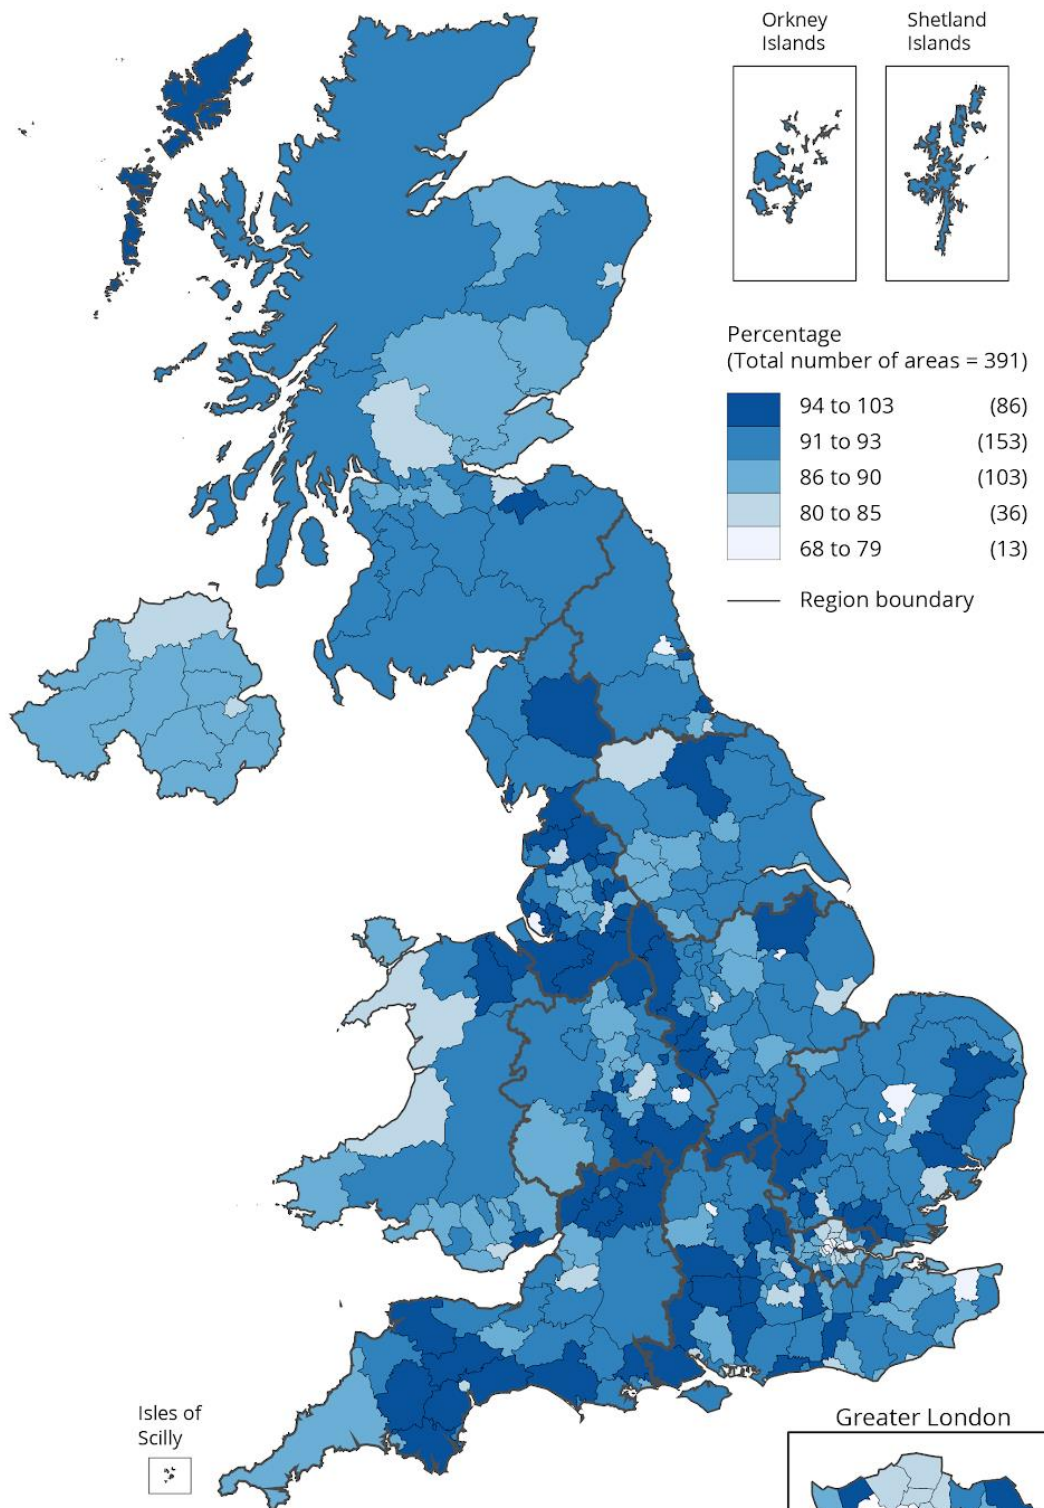 Orkney
Islands
Shetland
Islands
Percentage
(Total number of areas = 391)
94 to 103 (86)
91 to 93 (153)
86 to 90 (103)
80 to 85 (36)
68 to 79 (13)
Region boundary
Isles of
Scilly
Greater London